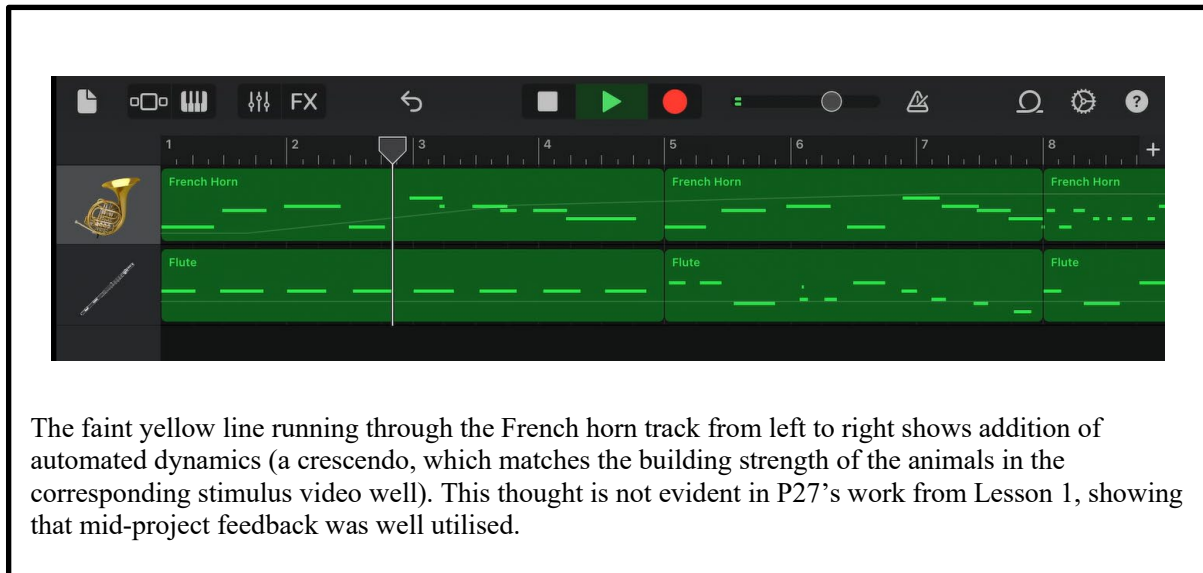 FX
?
1 2 3 4 5 6 7 8 +
French Horn French Horn French Horn
Flute Flute Flute
The faint yellow line running through the French horn track from left to right shows addition of
automated dynamics (a crescendo, which matches the building strength of the animals in the
corresponding stimulus video well). This thought is not evident in P27’s work from Lesson 1, showing
that mid-project feedback was well utilised.